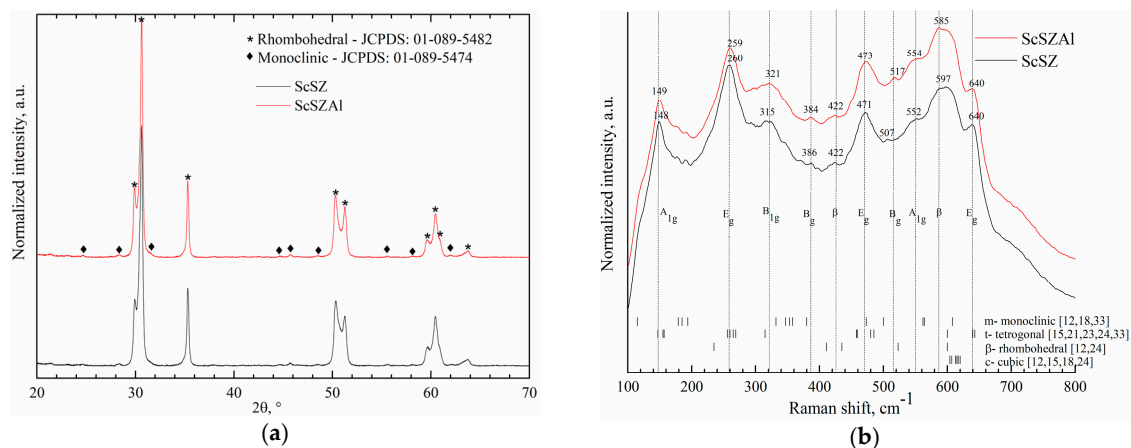 * Rhombohedral - JCPDS: 01-089-5482
♦ Monoclinic - JCPDS: 01-089-5474
ScSZ
ScSZAl
Normalized intensity, a.u.
20 30 40 50 60 70
2θ, °
(a)
585
ScSZAl
ScSZ
259
260
473
554
517
597
321
640
149
384
422
148
315
471
552
640
507
386
422
Normalized intensity, a.u.
A1g Eg B1g Bg β Eg Bg A1g β Eg
m- monoclinic [12,18,33]
t- tetrogonal [15,21,23,24,33]
β- rhombohedral [12,24]
c- cubic [12,15,18,24]
100 200 300 400 500 600 700 800
Raman shift, cm-1
(b)